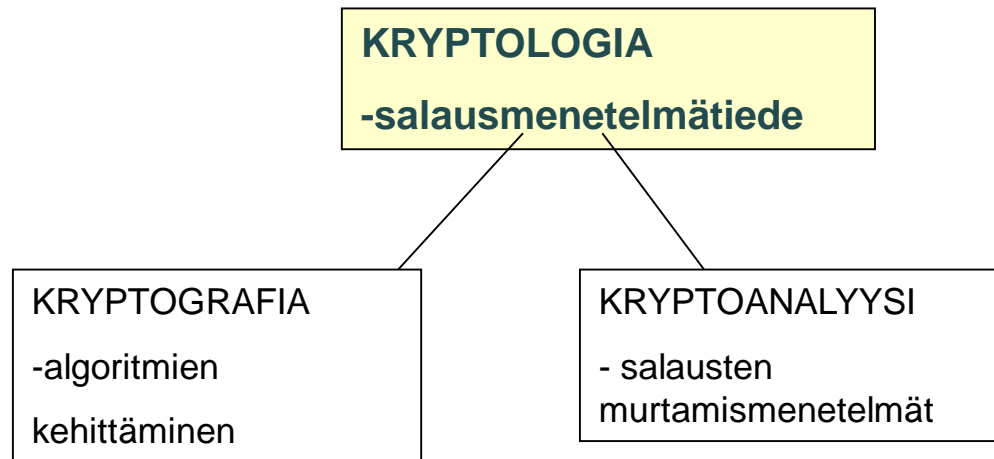 KRYPTOLOGIA
-salausmenetelmätiede
KRYPTOGRAFIA
-algoritmien
kehittäminen
KRYPTOANALYYSI
- salausten
murtamismenetelmät